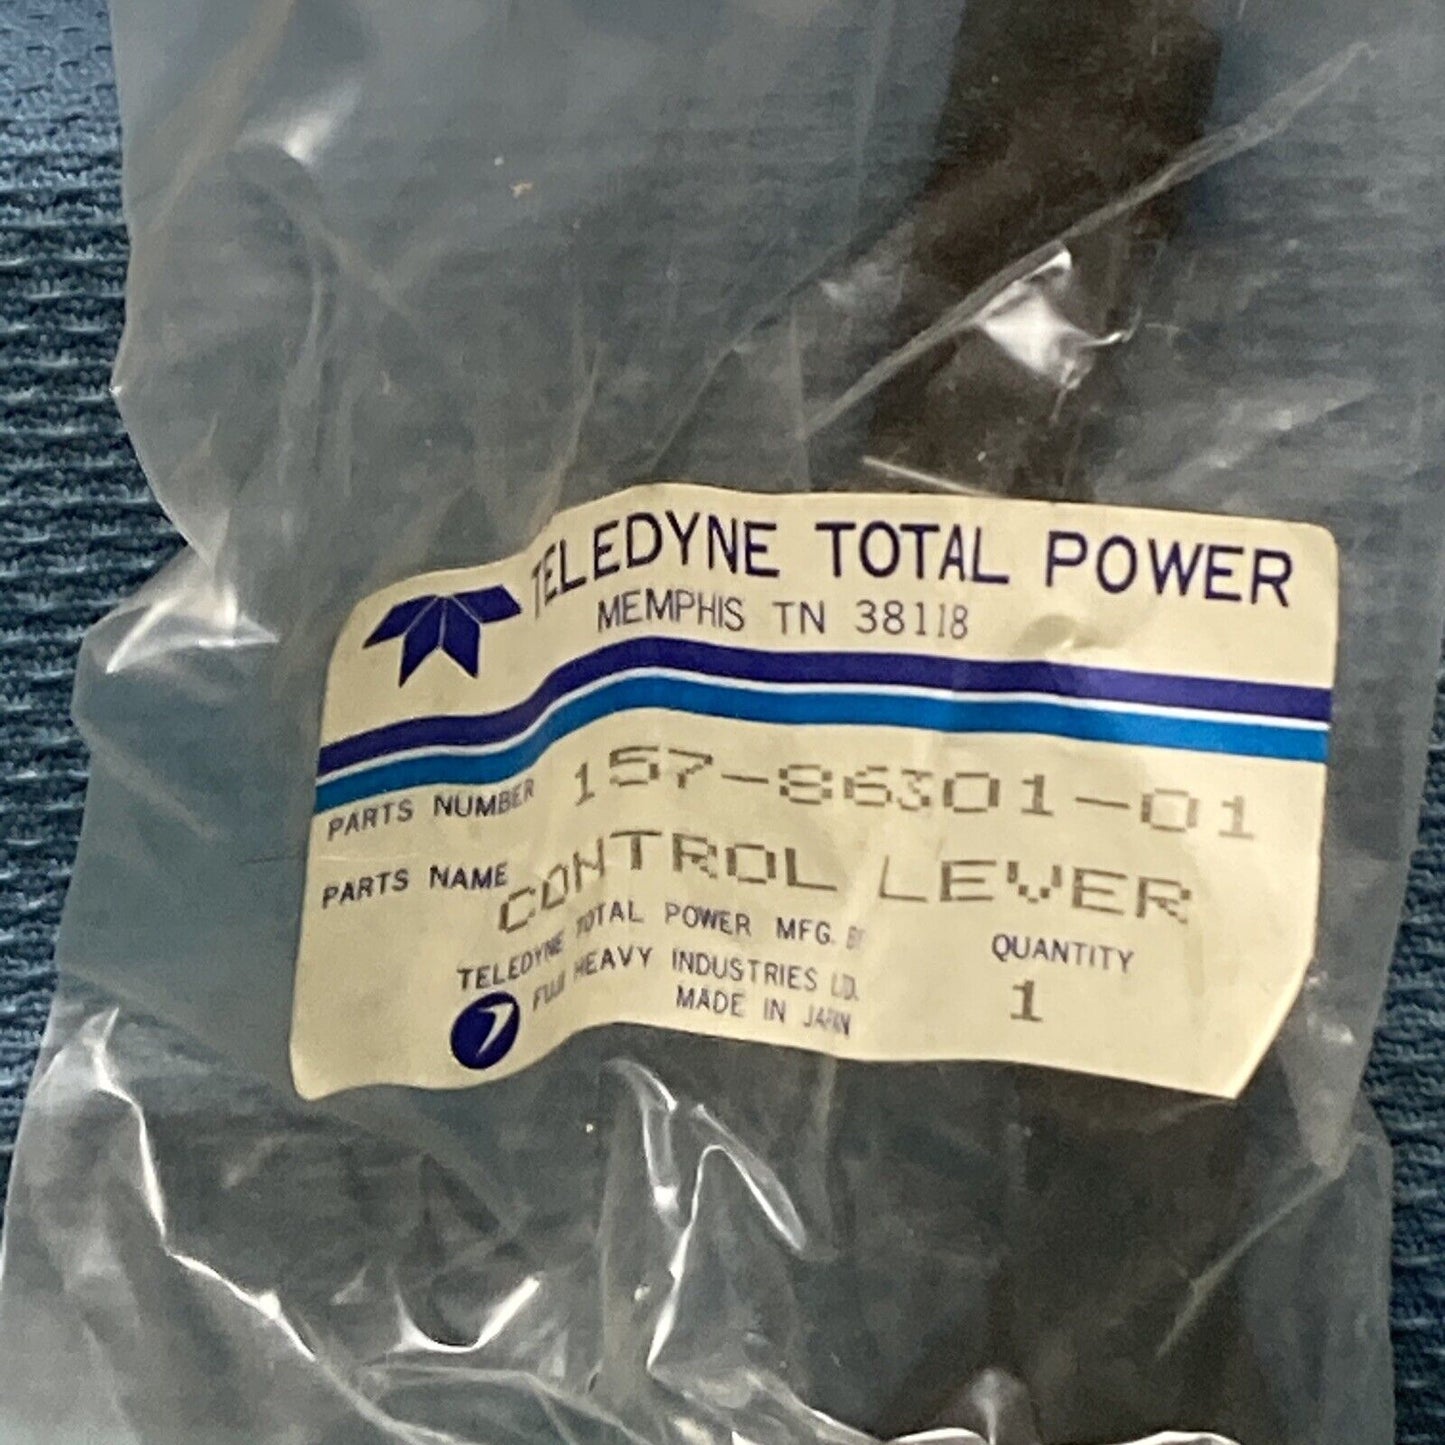 TELEDYNE TOTAL POWER
MEMPHIS TN 38118
PARTS NUMBER 157-86301-01
PARTS NAME CONTROL LEVER
TELEDYNE TOTAL POWER MFG. BY
FUJI HEAVY INDUSTRIES LTD.
MADE IN JAPAN
QUANTITY
1